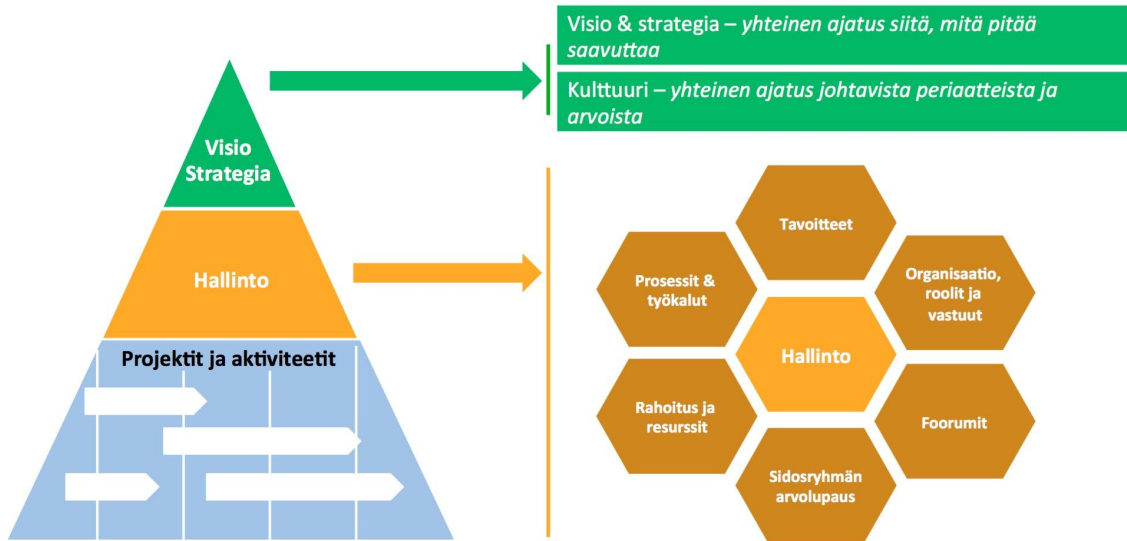 Visio & strategia – yhteinen ajatus siitä, mitä pitää
saavuttaa
Kulttuuri – yhteinen ajatus johtavista periaatteista ja
arvoista
Visio
Strategia
Hallinto
Projektit ja aktiviteetit
Tavoitteet
Prosessit &
työkalut
Organisaatio,
roolit ja
vastuut
Hallinto
Rahoitus ja
resurssit
Foorumit
Sidosryhmän
arvolupaus